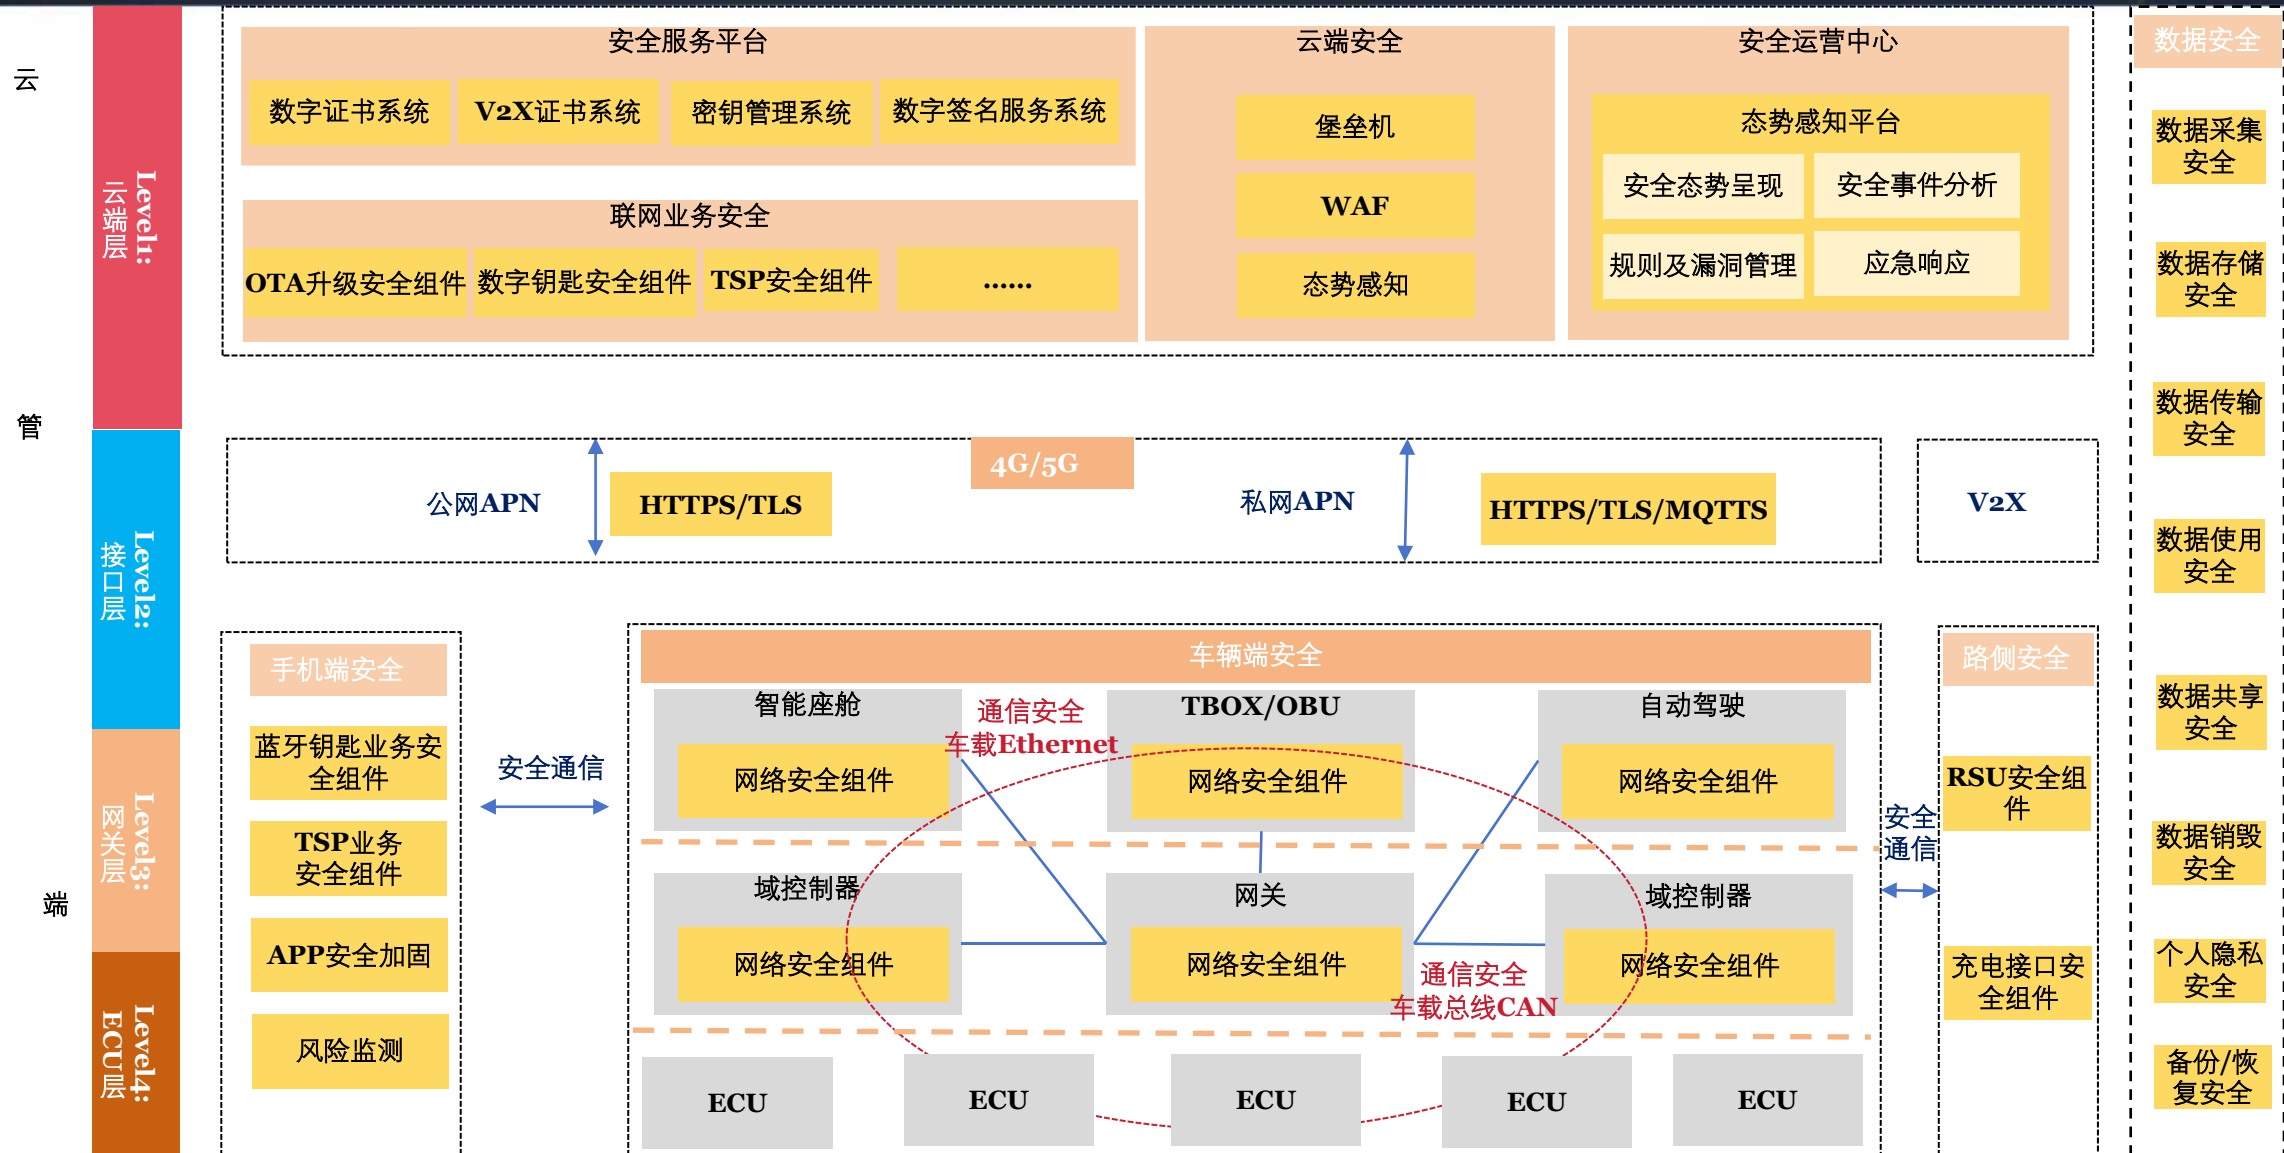 云
管
端
Level1:
云端层
Level2:
接口层
Level3:
网关层
Level4:
ECU层
安全服务平台
数字证书系统
V2X证书系统
密钥管理系统
数字签名服务系统
联网业务安全
OTA升级安全组件
数字钥匙安全组件
TSP安全组件
......
云端安全
堡垒机
WAF
态势感知
安全运营中心
态势感知平台
安全态势呈现
安全事件分析
规则及漏洞管理
应急响应
4G/5G
公网APN
HTTPS/TLS
私网APN
HTTPS/TLS/MQTTS
V2X
手机端安全
蓝牙钥匙业务安
全组件
TSP业务
安全组件
APP安全加固
风险监测
安全通信
车辆端安全
智能座舱
网络安全组件
通信安全
车载Ethernet
TBOX/OBU
网络安全组件
自动驾驶
网络安全组件
域控制器
网络安全组件
网关
网络安全组件
通信安全
车载总线CAN
域控制器
网络安全组件
ECU
ECU
ECU
ECU
ECU
安全
通信
路侧安全
RSU安全组
件
充电接口安
全组件
数据安全
数据采集
安全
数据存储
安全
数据传输
安全
数据使用
安全
数据共享
安全
数据销毁
安全
个人隐私
安全
备份/恢
复安全